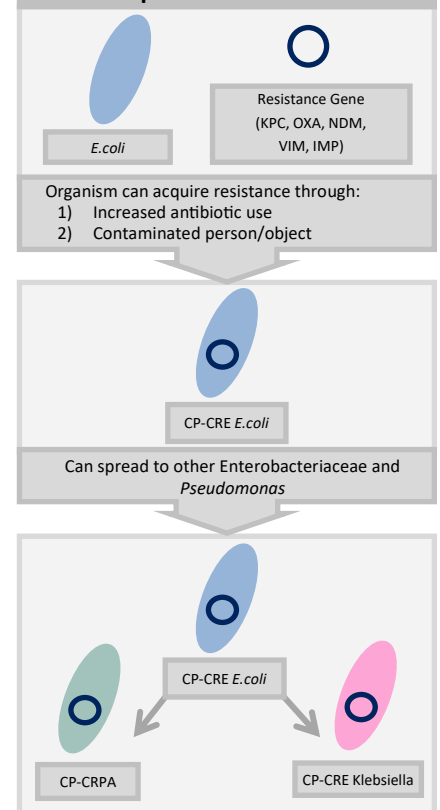 E.coli
Resistance Gene
(KPC, OXA, NDM,
VIM, IMP)
Organism can acquire resistance through:
1) Increased antibiotic use
2) Contaminated person/object
CP-CRE E.coli
Can spread to other Enterobacteriaceae and
Pseudomonas
CP-CRE E.coli
CP-CRPA
CP-CRE Klebsiella